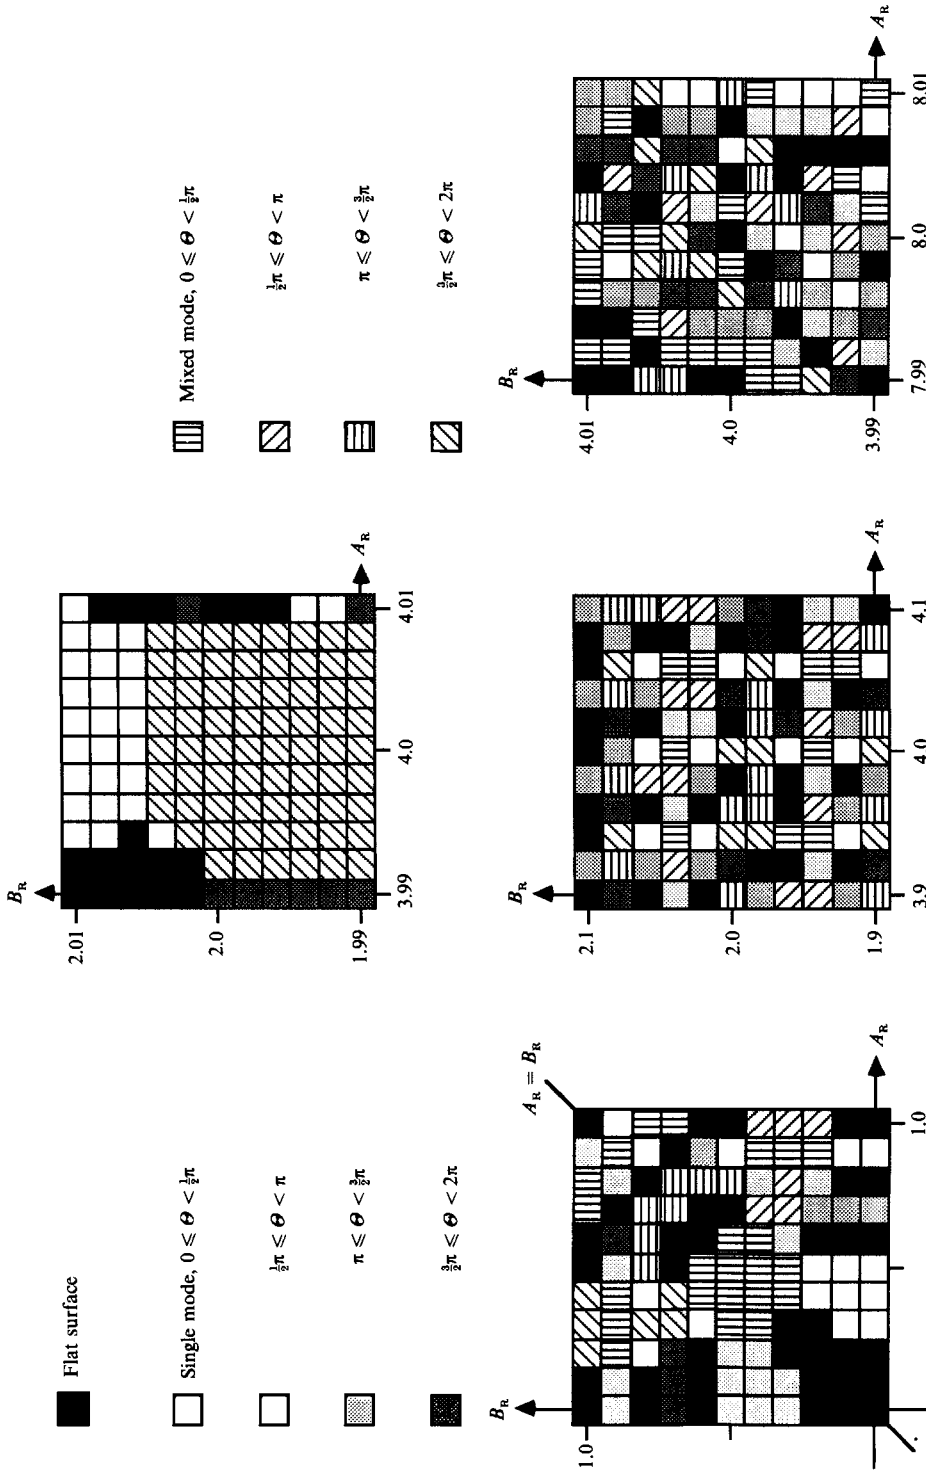 Flat surface
Single mode, 0 ⩽ Θ < ½π
½π ⩽ Θ < π
π ⩽ Θ < 3/2π
3/2π ⩽ Θ < 2π
Mixed mode, 0 ⩽ Θ < ½π
½π ⩽ Θ < π
π ⩽ Θ < 3/2π
3/2π ⩽ Θ < 2π
B_R
2.01
2.0
1.99
3.99
4.0
4.01
A_R
B_R
1.0
A_R = B_R
1.0
A_R
B_R
2.1
2.0
1.9
3.9
4.0
4.1
A_R
B_R
4.01
4.0
3.99
7.99
8.0
8.01
A_R